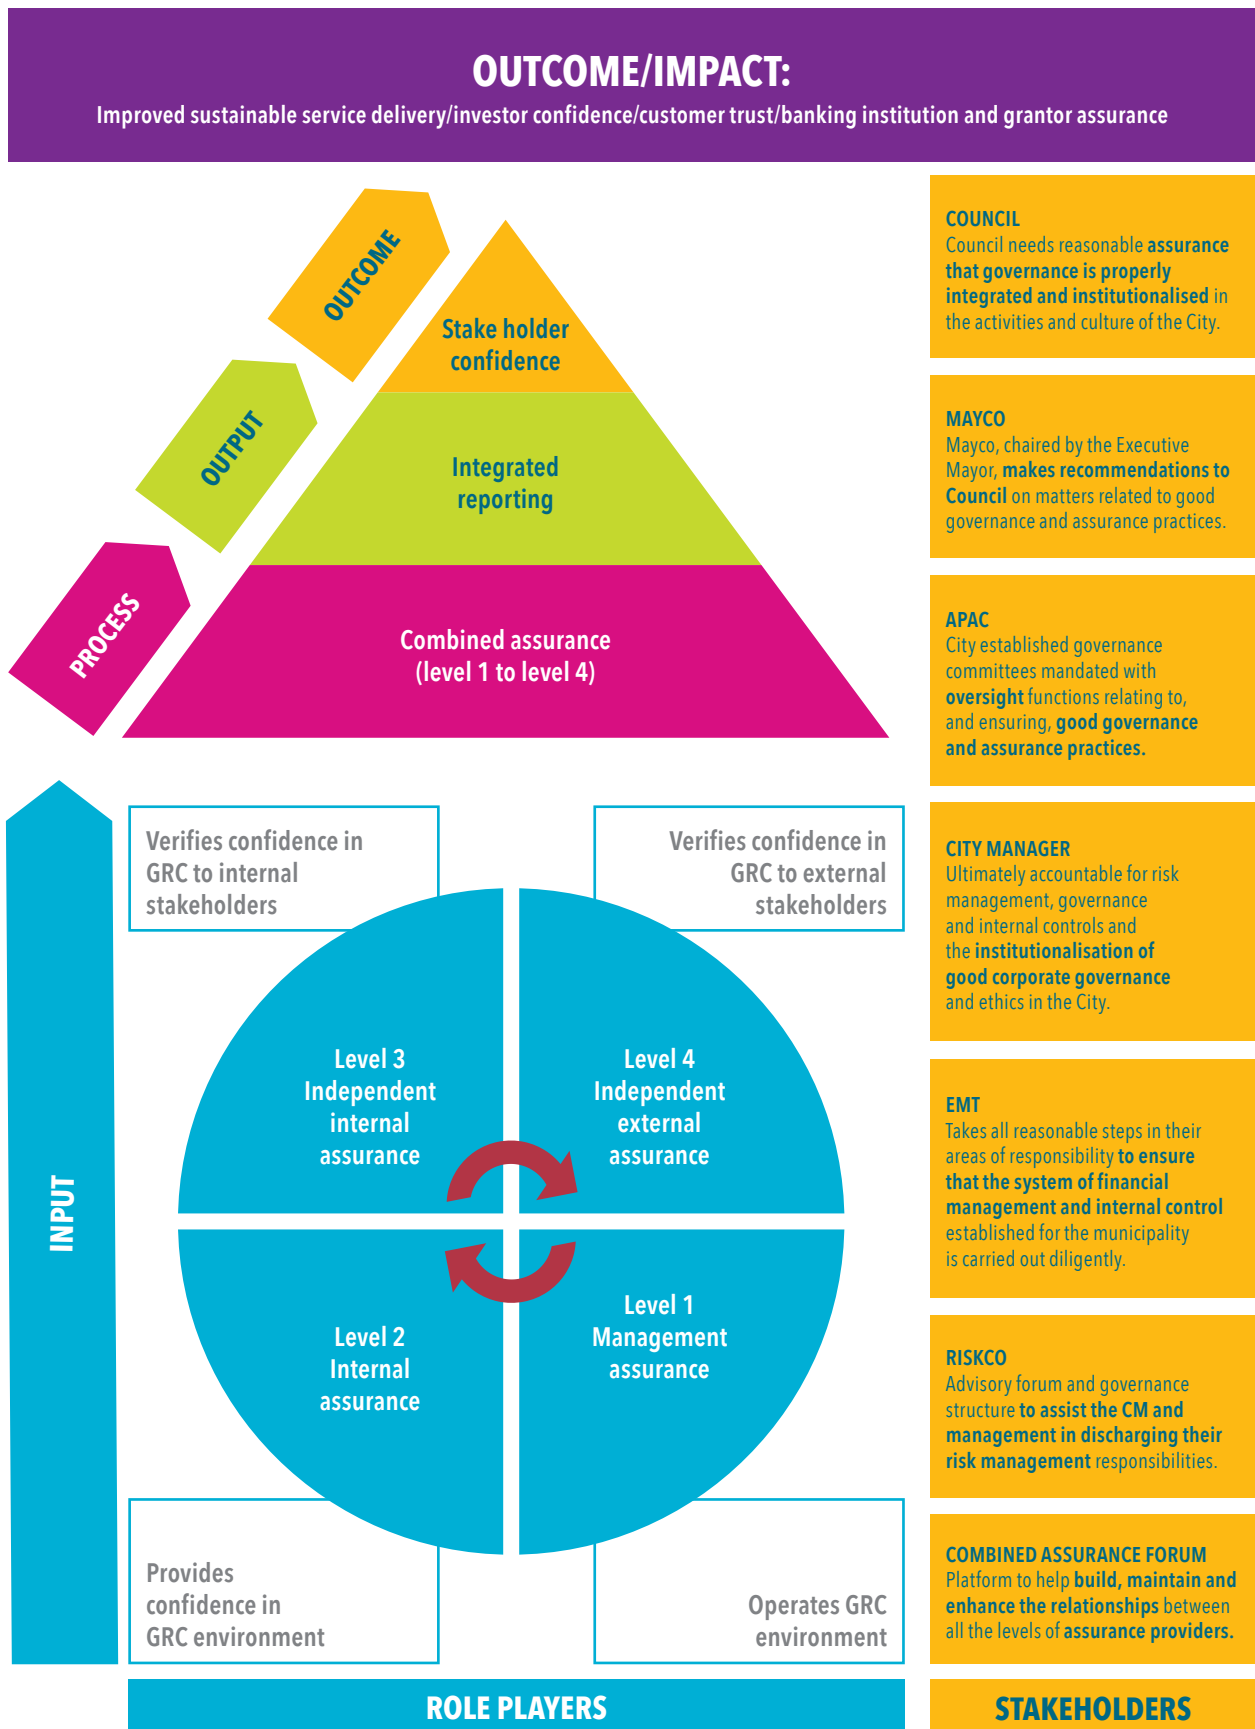 OUTCOME/IMPACT:
Improved sustainable service delivery/investor confidence/customer trust/banking institution and grantor assurance
OUTCOME
OUTPUT
PROCESS
Stake holder
confidence
Integrated
reporting
Combined assurance
(level 1 to level 4)
INPUT
Verifies confidence in
GRC to internal
stakeholders
Verifies confidence in
GRC to external
stakeholders
Level 3
Independent
internal
assurance
Level 4
Independent
external
assurance
Level 2
Internal
assurance
Level 1
Management
assurance
Provides
confidence in
GRC environment
Operates GRC
environment
ROLE PLAYERS
COUNCIL
Council needs reasonable assurance
that governance is properly
integrated and institutionalised in
the activities and culture of the City.
MAYCO
Mayco, chaired by the Executive
Mayor, makes recommendations to
Council on matters related to good
governance and assurance practices.
APAC
City established governance
committees mandated with
oversight functions relating to,
and ensuring, good governance
and assurance practices.
CITY MANAGER
Ultimately accountable for risk
management, governance
and internal controls and
the institutionalisation of
good corporate governance
and ethics in the City.
EMT
Takes all reasonable steps in their
areas of responsibility to ensure
that the system of financial
management and internal control
established for the municipality
is carried out diligently.
RISKCO
Advisory forum and governance
structure to assist the CM and
management in discharging their
risk management responsibilities.
COMBINED ASSURANCE FORUM
Platform to help build, maintain and
enhance the relationships between
all the levels of assurance providers.
STAKEHOLDERS